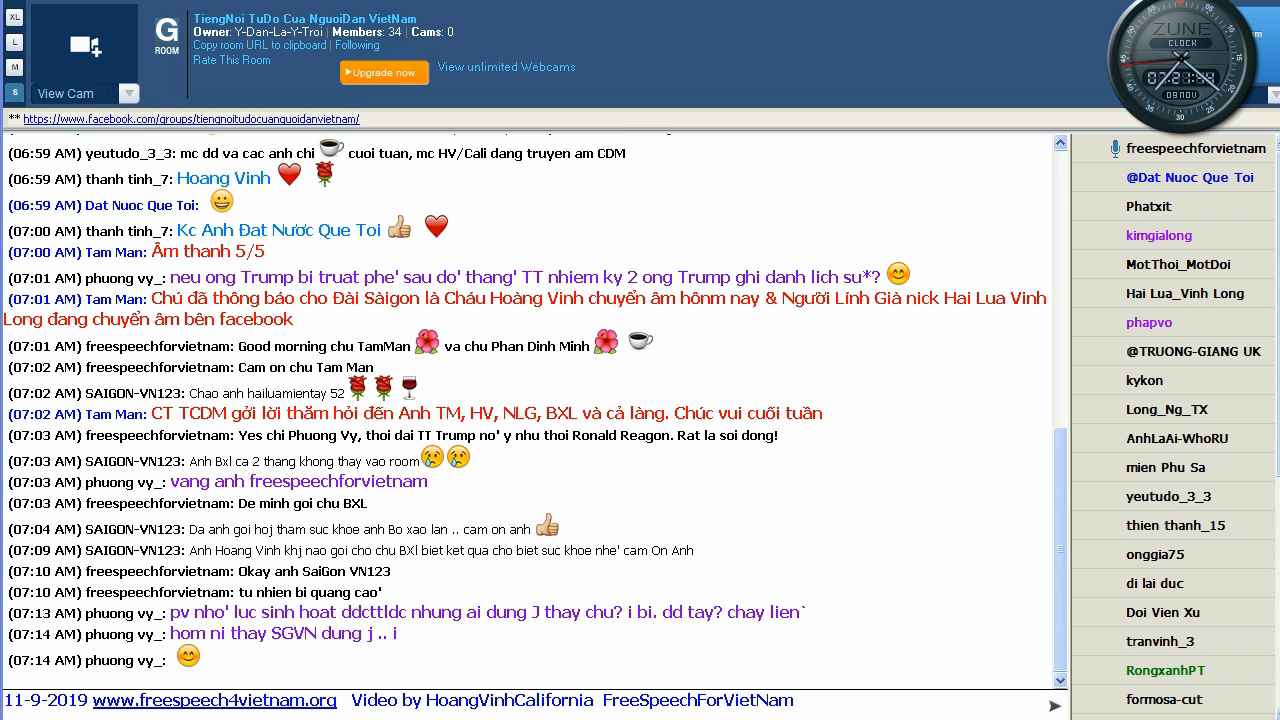 XL
L
M
S
View Cam
G
ROOM
TiengNoi TuDo Cua NguoiDan VietNam
Owner: Y-Dan-La-Y-Troi | Members: 34 | Cams: 0
Copy room URL to clipboard | Following
Rate This Room
Upgrade now
View unlimited Webcams
ZUNE
CLOCK
09 NOV
** https://www.facebook.com/groups/tiengnoitudocuanguoidanvietnam/
(06:59 AM) yeutudo_3_3: mc dd va cac anh chi ☕ cuoi tuan, mc HV/Cali dang truyen am CDM
(06:59 AM) thanh tinh_7: Hoang Vinh ❤️ 🌹
(06:59 AM) Dat Nuoc Que Toi: 😀
(07:00 AM) thanh tinh_7: Kc Anh Đat Nược Que Toi 👍 ❤️
(07:00 AM) Tam Man: Âm thanh 5/5
(07:01 AM) phuong vy_: neu ong Trump bi truat phe' sau do' thang' TT nhiem ky 2 ong Trump ghi danh lich su*? 😊
(07:01 AM) Tam Man: Chú đã thông báo cho Đài Sàigon là Cháu Hoàng Vinh chuyển âm hônm nay & Người Lính Già nick Hai Lua Vinh
Long đang chuyển âm bên facebook
(07:01 AM) freespeechforvietnam: Good morning chu TamMan 🌺 va chu Phan Dinh Minh 🌺 ☕
(07:02 AM) freespeechforvietnam: Cam on chu Tam Man
(07:02 AM) SAIGON-VN123: Chao anh hailuamientay 52 🌹 🌹 🍷
(07:02 AM) Tam Man: CT TCDM gởi lời thăm hỏi đến Anh TM, HV, NLG, BXL và cả làng. Chúc vui cuối tuần
(07:03 AM) freespeechforvietnam: Yes chi Phuong Vy, thoi dai TT Trump no' y nhu thoi Ronald Reagon. Rat la soi dong!
(07:03 AM) SAIGON-VN123: Anh Bxl ca 2 thang khong thay vao room 😢😢
(07:03 AM) phuong vy_: vang anh freespeechforvietnam
(07:03 AM) freespeechforvietnam: De minh goi chu BXL
(07:04 AM) SAIGON-VN123: Da anh goi hoj tham suc khoe anh Bo xao lan .. cam on anh 👍
(07:09 AM) SAIGON-VN123: Anh Hoang Vinh khj nao goi cho chu BXl biet ket qua cho biet suc khoe nhe' cam On Anh
(07:10 AM) freespeechforvietnam: Okay anh SaiGon VN123
(07:10 AM) freespeechforvietnam: tu nhien bi quang cao'
(07:13 AM) phuong vy_: pv nho' luc sinh hoat ddcttldc nhung ai dung J thay chu? i bi. dd tay? chay lien`
(07:14 AM) phuong vy_: hom ni thay SGVN dung j .. i
(07:14 AM) phuong vy_: 😊
freespeechforvietnam
@Dat Nuoc Que Toi
Phatxit
kimgialong
MotThoi_MotDoi
Hai Lua_Vinh Long
phapvo
@TRUONG-GIANG UK
kykon
Long_Ng_TX
AnhLaAi-WhoRU
mien Phu Sa
yeutudo_3_3
thien thanh_15
onggia75
di lai duc
Doi Vien Xu
tranvinh_3
RongxanhPT
formosa-cut
11-9-2019 www.freespeech4vietnam.org Video by HoangVinhCalifornia FreeSpeechForVietNam